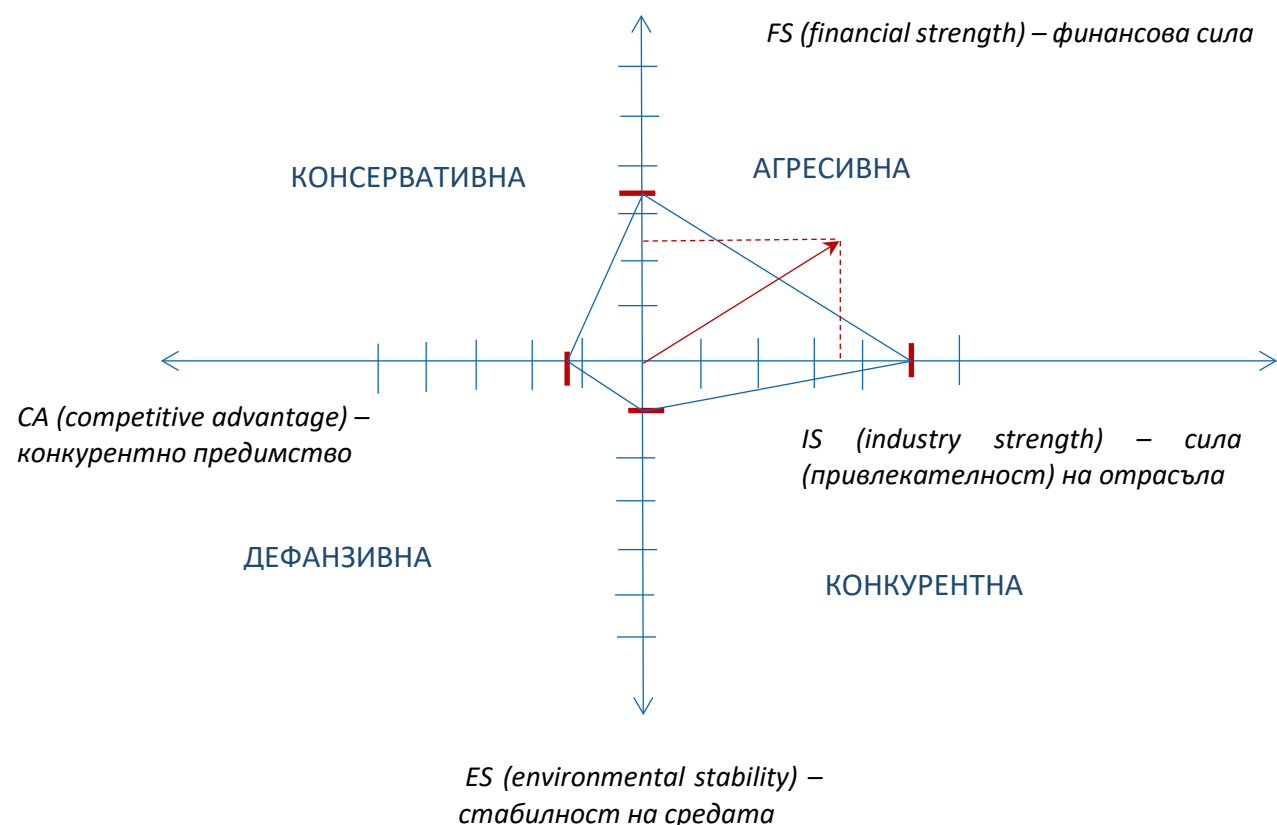 FS (financial strength) – финансова сила
КОНСЕРВАТИВНА
АГРЕСИВНА
CA (competitive advantage) –
конкурентно предимство
IS (industry strength) – сила
(привлекателност) на отрасъла
ДЕФАНЗИВНА
КОНКУРЕНТНА
ES (environmental stability) –
стабилност на средата